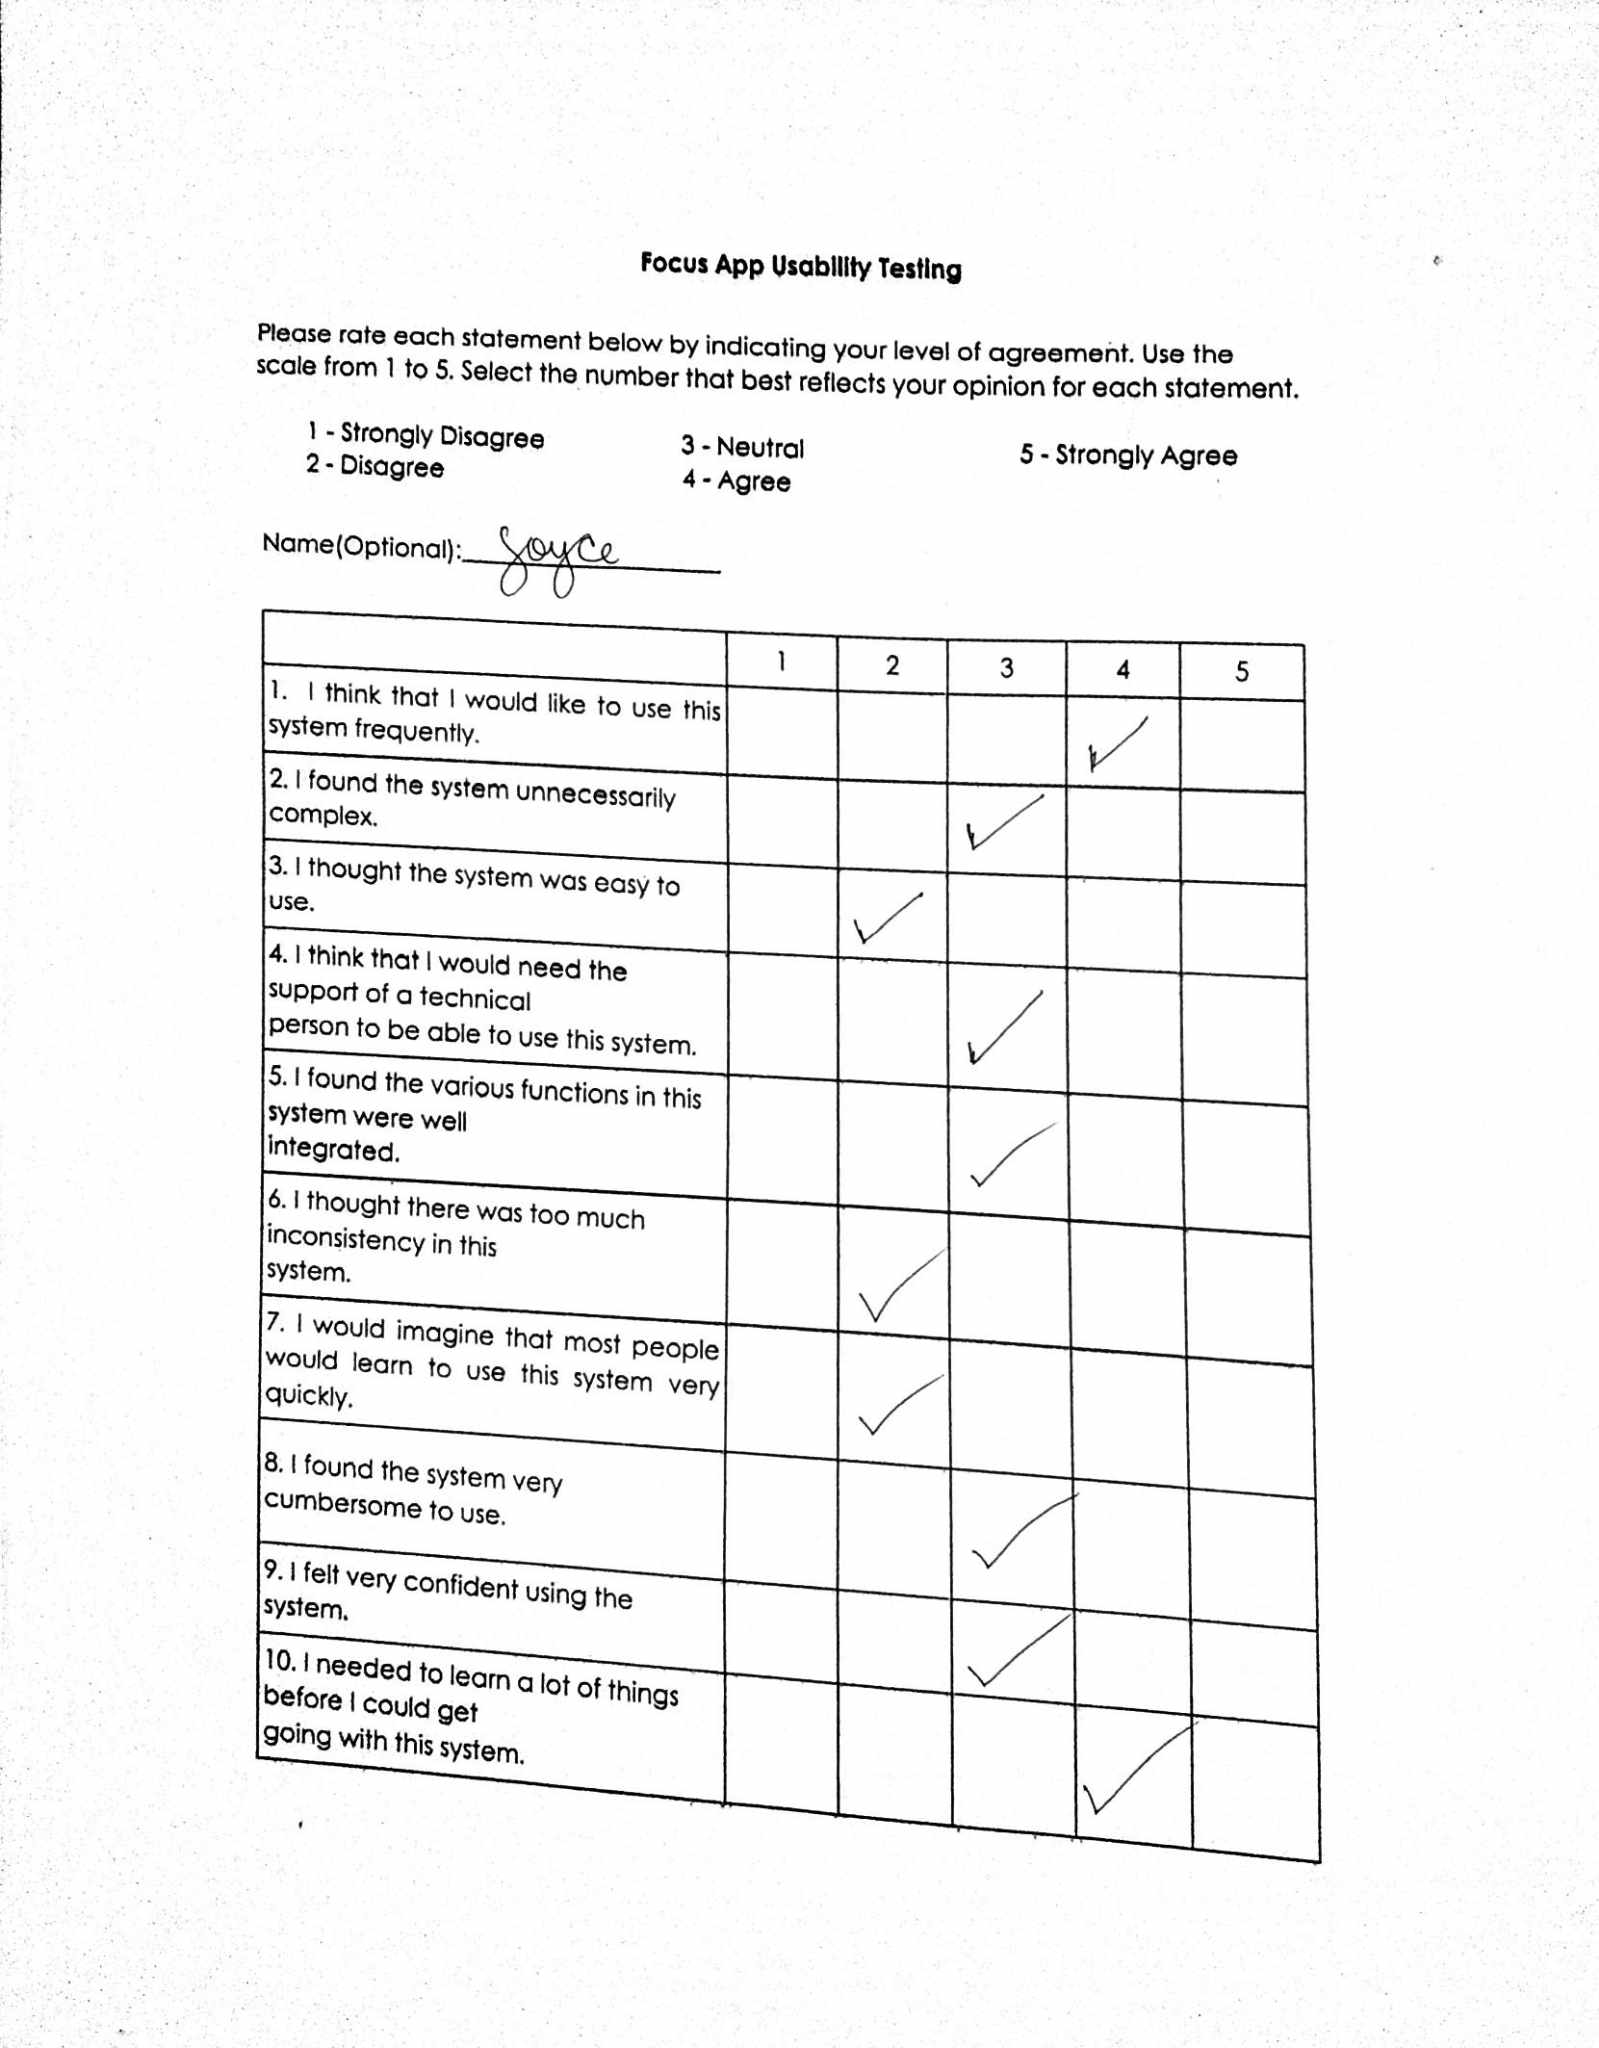 Focus App Usability Testing
Please rate each statement below by indicating your level of agreement. Use the
scale from 1 to 5. Select the number that best reflects your opinion for each statement.
1 - Strongly Disagree 3 - Neutral 5 - Strongly Agree
2 - Disagree 4 - Agree
Name(Optional): Joyce
1 2 3 4 5
1. I think that I would like to use this
system frequently. ✓
2. I found the system unnecessarily
complex. ✓
3. I thought the system was easy to
use. ✓
4. I think that I would need the
support of a technical
person to be able to use this system. ✓
5. I found the various functions in this
system were well
integrated. ✓
6. I thought there was too much
inconsistency in this
system. ✓
7. I would imagine that most people
would learn to use this system very
quickly. ✓
8. I found the system very
cumbersome to use. ✓
9. I felt very confident using the
system. ✓
10. I needed to learn a lot of things
before I could get
going with this system. ✓